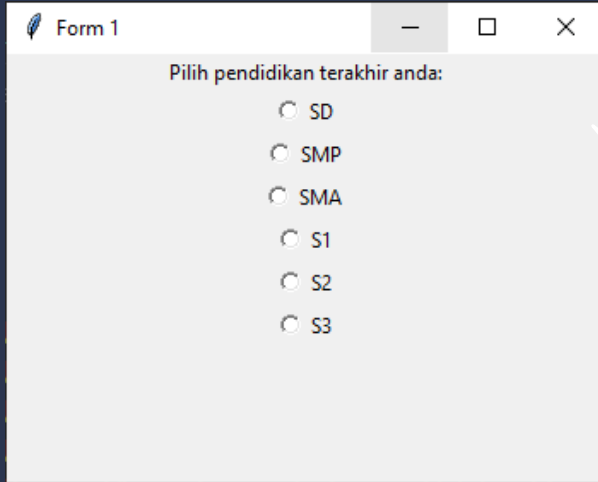 Form 1
Pilih pendidikan terakhir anda:
SD
SMP
SMA
S1
S2
S3